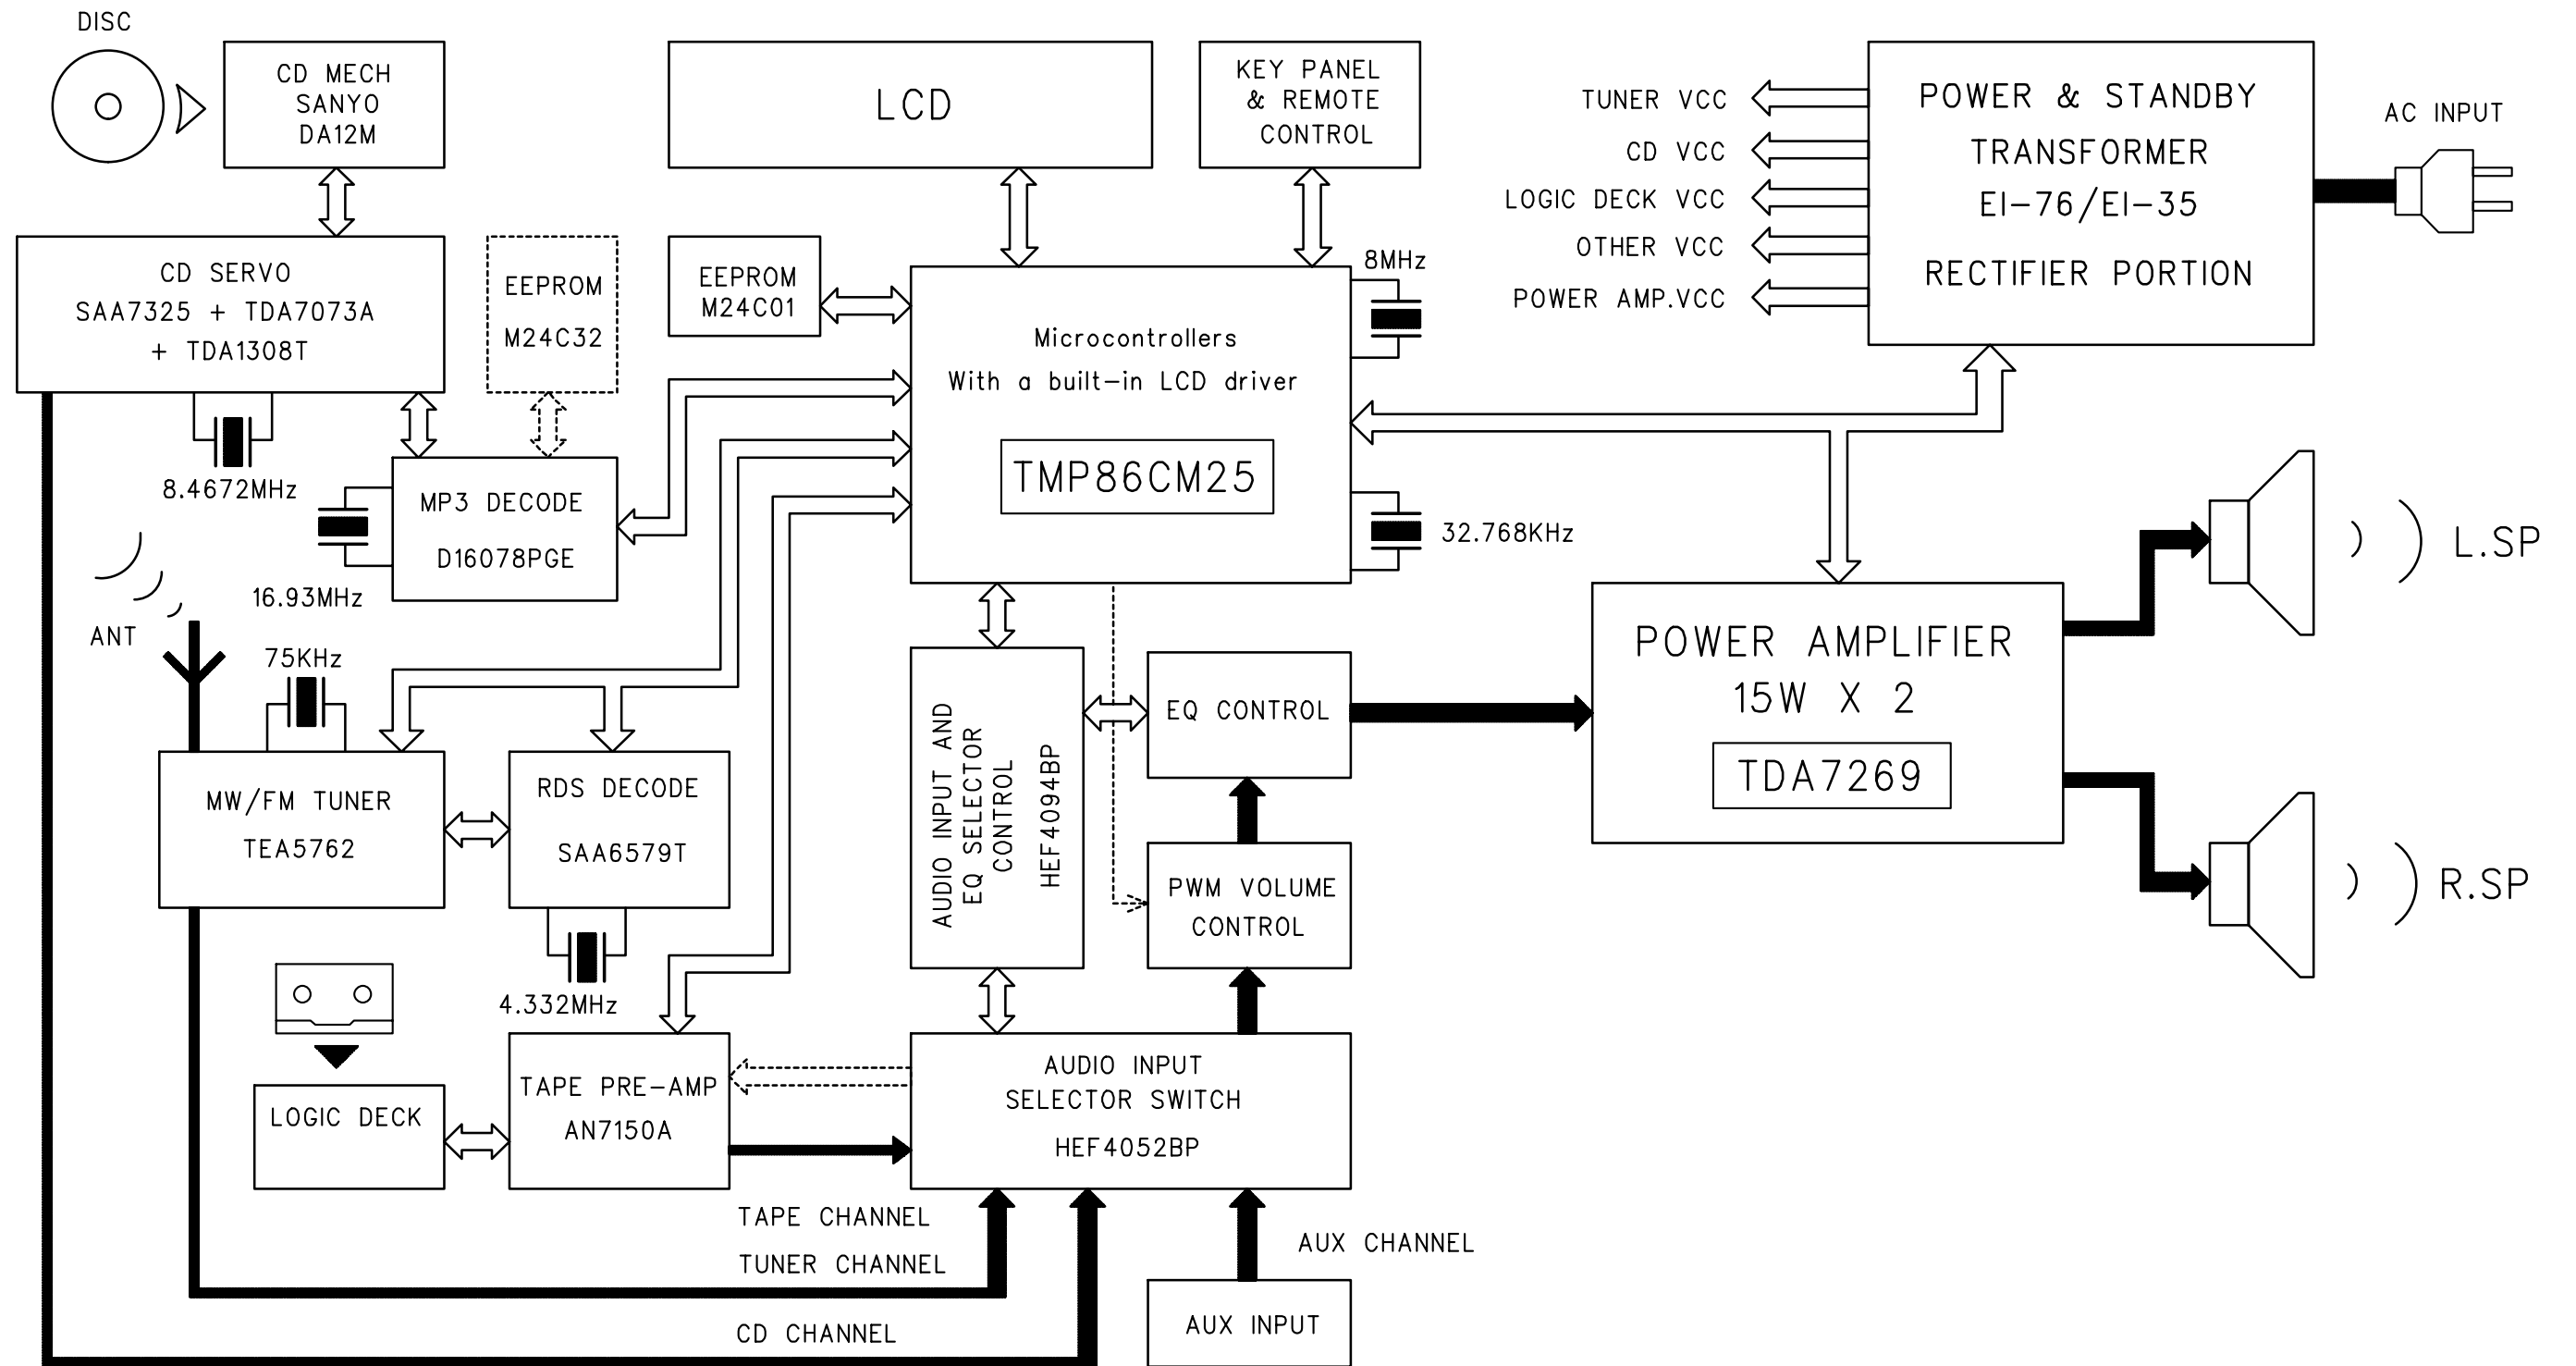 DISC
CD MECH
SANYO
DA12M
LCD
KEY PANEL
& REMOTE
CONTROL
TUNER VCC
CD VCC
LOGIC DECK VCC
OTHER VCC
POWER AMP.VCC
POWER & STANDBY
TRANSFORMER
EI-76/EI-35
RECTIFIER PORTION
AC INPUT
CD SERVO
SAA7325 + TDA7073A
+ TDA1308T
EEPROM
M24C32
EEPROM
M24C01
Microcontrollers
With a built-in LCD driver
TMP86CM25
8MHz
32.768KHz
8.4672MHz
MP3 DECODE
D16078PGE
16.93MHz
ANT
75KHz
MW/FM TUNER
TEA5762
RDS DECODE
SAA6579T
4.332MHz
AUDIO INPUT AND
EQ SELECTOR
CONTROL
HEF4094BP
EQ CONTROL
PWM VOLUME
CONTROL
POWER AMPLIFIER
15W X 2
TDA7269
L.SP
R.SP
LOGIC DECK
TAPE PRE-AMP
AN7150A
AUDIO INPUT
SELECTOR SWITCH
HEF4052BP
TAPE CHANNEL
TUNER CHANNEL
CD CHANNEL
AUX CHANNEL
AUX INPUT